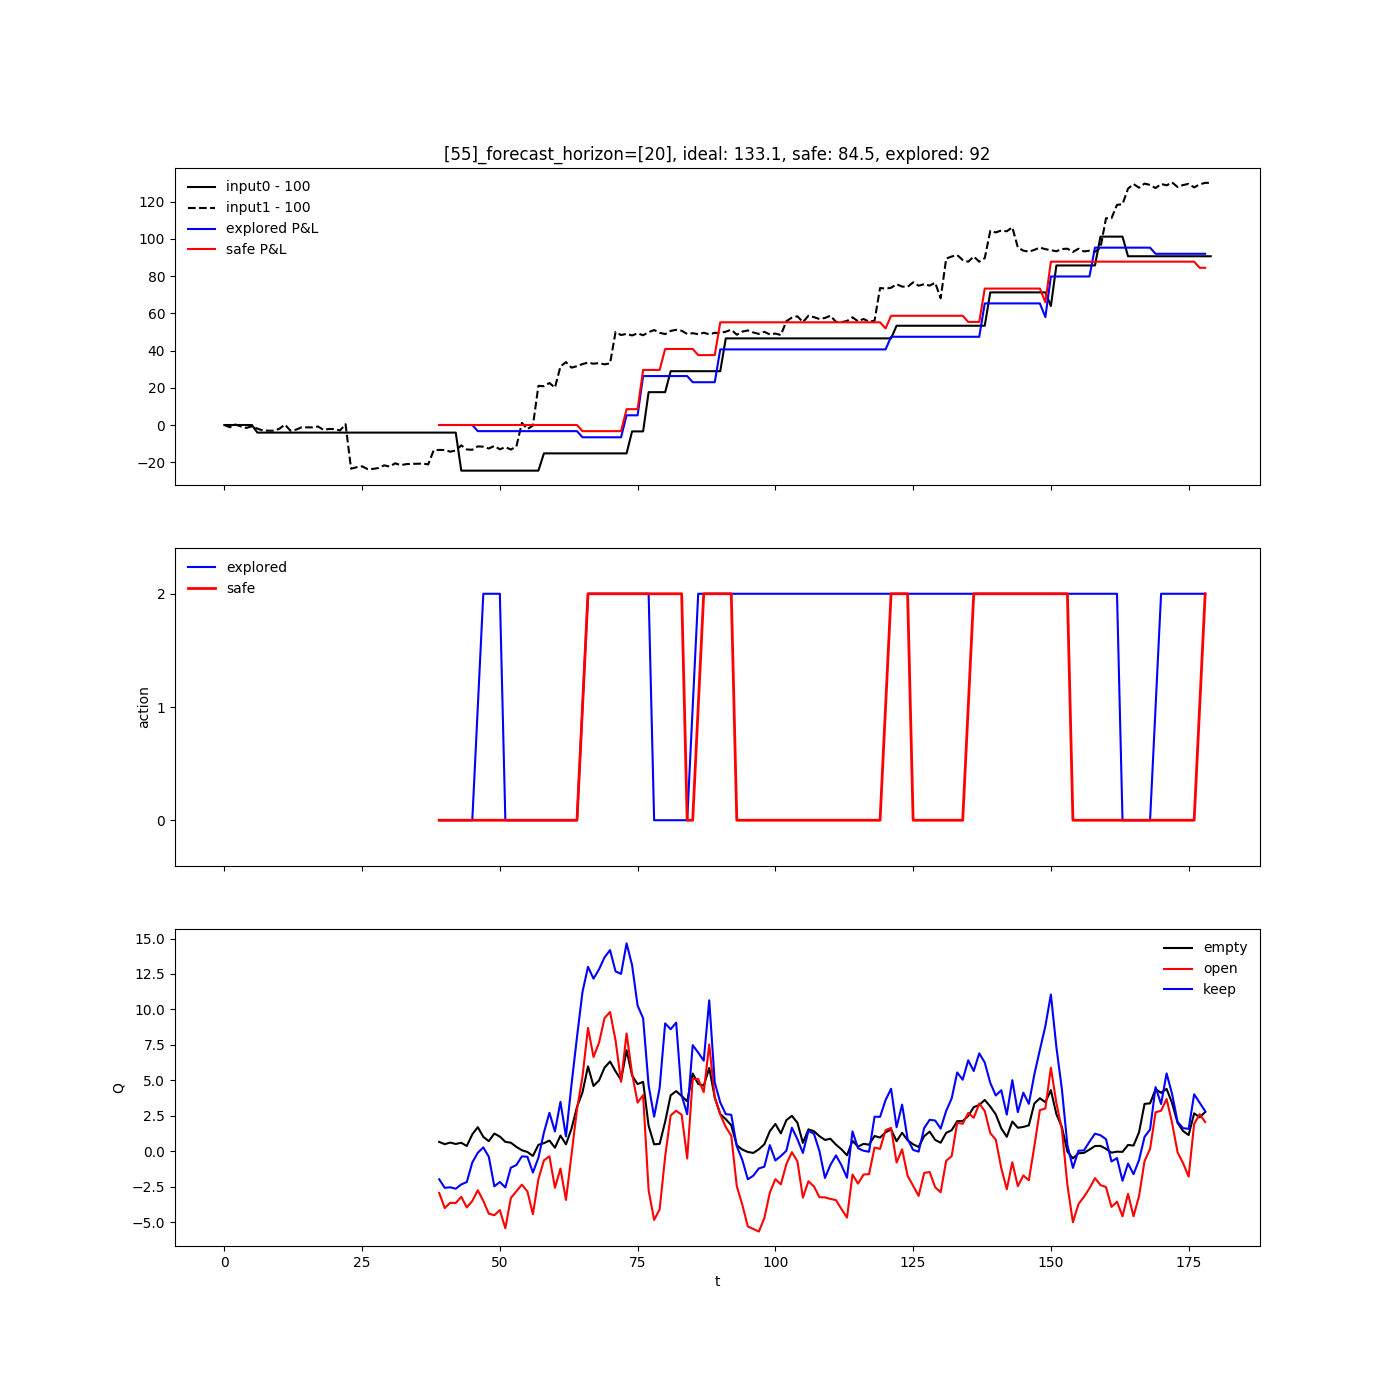 [55]_forecast_horizon=[20], ideal: 133.1, safe: 84.5, explored: 92
input0 - 100
input1 - 100
explored P&L
safe P&L
120
100
80
60
40
20
0
−20
explored
safe
2
1
0
action
empty
open
keep
15.0
12.5
10.0
7.5
5.0
2.5
0.0
−2.5
−5.0
Q
0 25 50 75 100 125 150 175
t